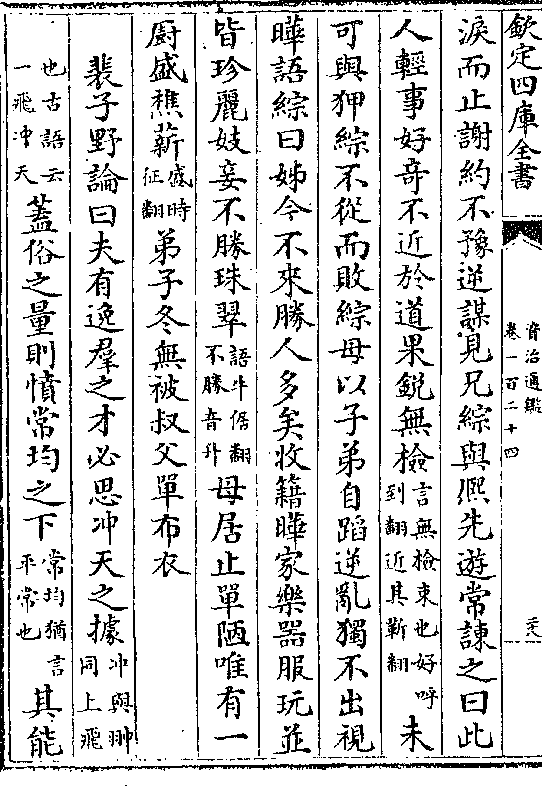 欽定四庫全書
資治通鑑
卷一百二十四
淚而止謝約不豫逆謀見兄綜與熙先遊常諫之曰此
人輕事好竒不近於道果鋭無檢言無檢束也好呼到翻近其靳翻未
可與狎綜不從而敗綜母以子弟自蹈逆亂獨不出視
曄語綜曰姊今不來勝人多矣收籍曄家樂器服玩並
皆珍麗妓妾不勝珠翠語牛倨翻不勝音升母居止單陋唯有一
厨盛樵薪盛時征翻弟子冬無被叔父單布衣
裴子野論曰夫有逸羣之才必思冲天之據冲與翀同上飛
也古語云一飛冲天蓋俗之量則憤常均之下常均猶言平常也其能